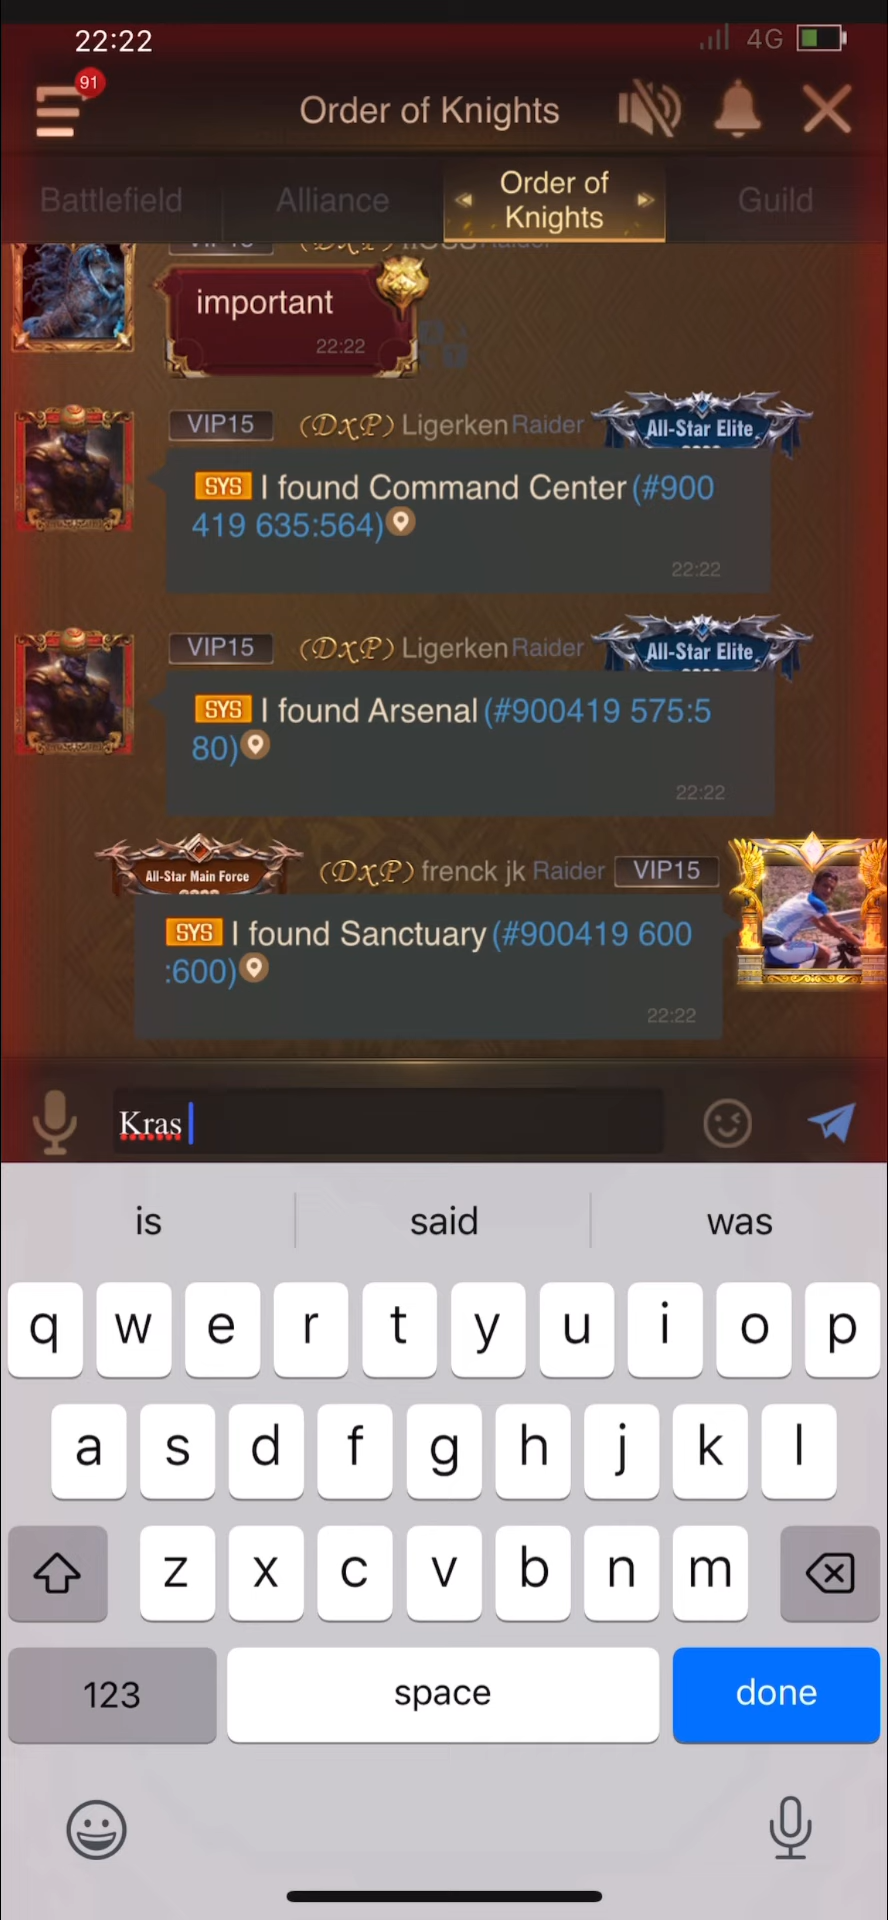 22:22
4G
91
Order of Knights
Battlefield
Alliance
Order of
Knights
Guild
important
22:22
VIP15 (DxP) Ligerken Raider All-Star Elite
SYS I found Command Center (#900
419 635:564)
22:22
VIP15 (DxP) Ligerken Raider All-Star Elite
SYS I found Arsenal (#900419 575:5
80)
22:22
All-Star Main Force (DxP) frenck jk Raider VIP15
SYS I found Sanctuary (#900419 600
:600)
22:22
Kras
is said was
q w e r t y u i o p
a s d f g h j k l
z x c v b n m
123 space done